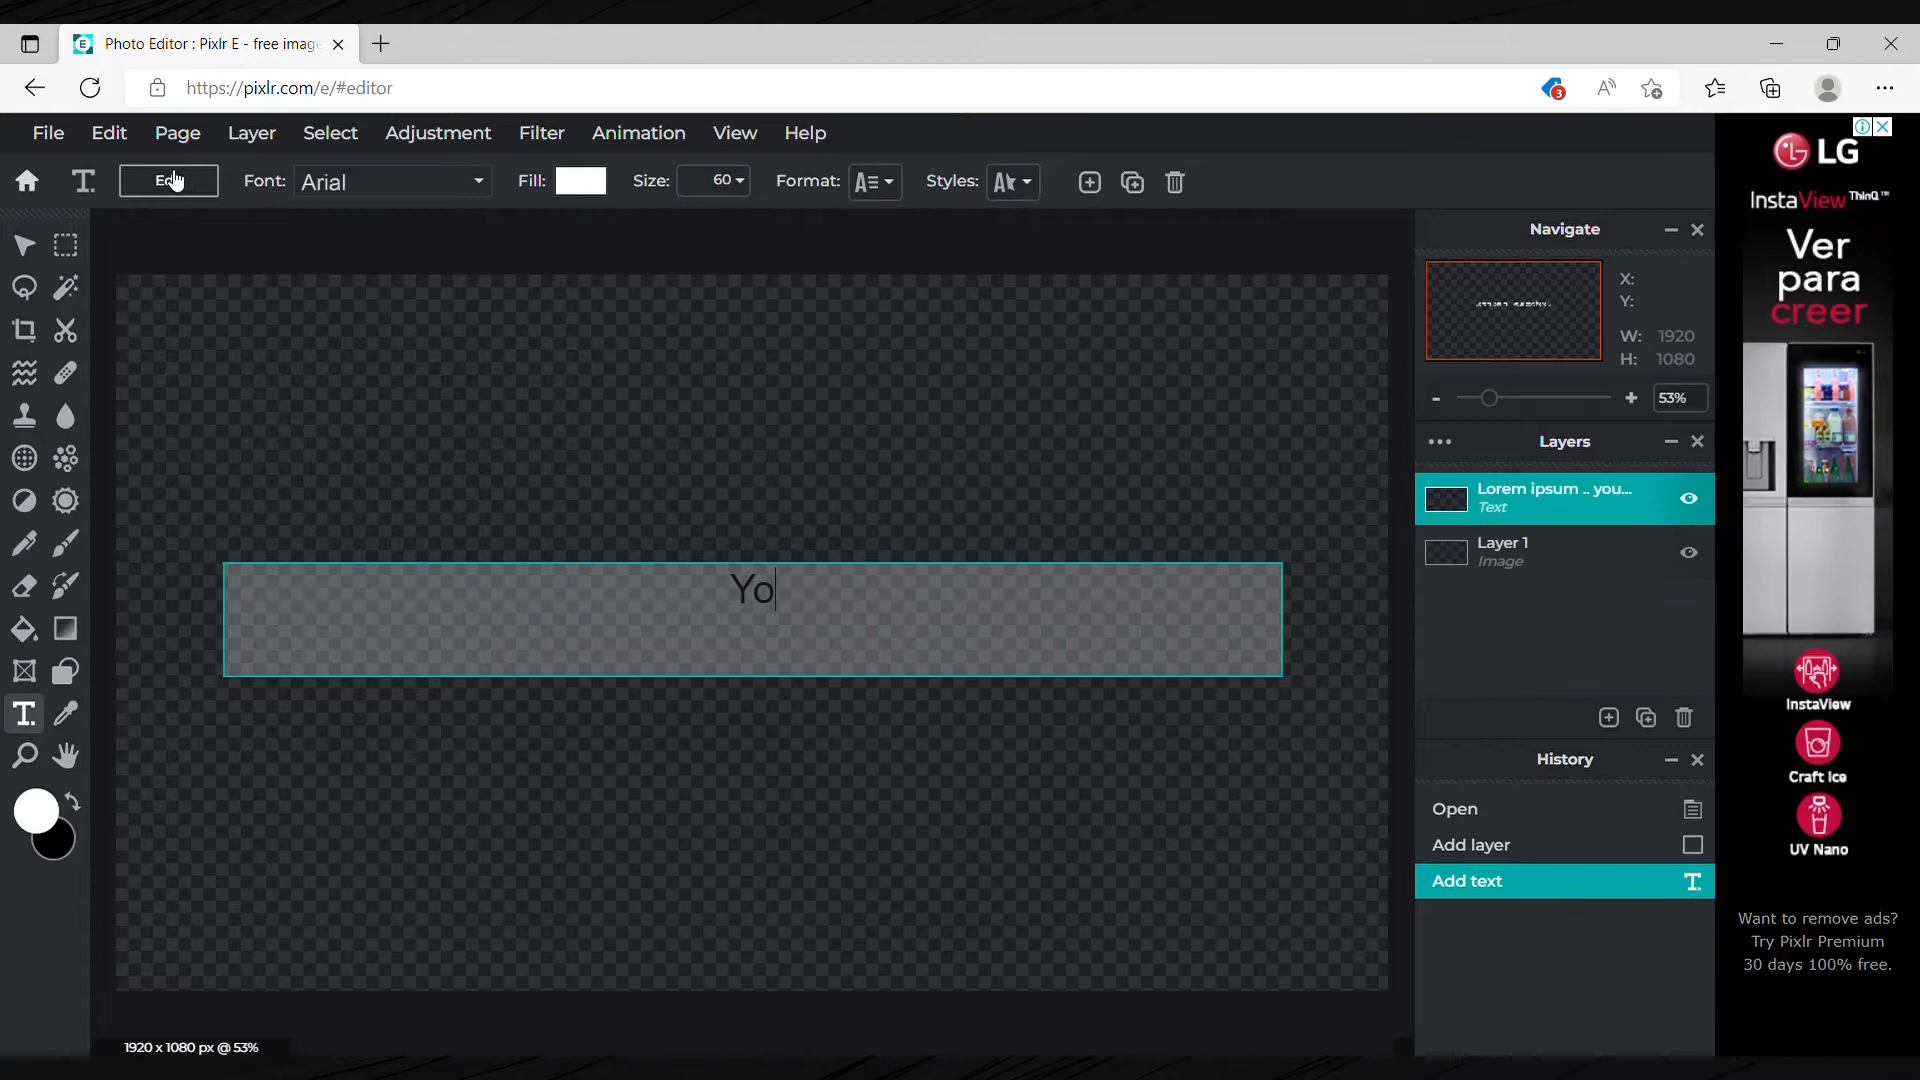 Photo Editor : Pixlr E - free imag
3
https://pixlr.com/e/#editor
File Edit Page Layer Select Adjustment Filter Animation View Help
Font: Arial Fill: Size: 60 Format: Styles:
Navigate
X:
Y:
W: 1920
H: 1080
- + 53%
Layers
Lorem ipsum .. you...
Text
Layer 1
Image
Yo
History
Open
Add layer
Add text
1920 x 1080 px @ 53%
LG
InstaView ThinQ™
Ver
para
creer
InstaView
Craft Ice
UV Nano
Want to remove ads?
Try Pixlr Premium
30 days 100% free.